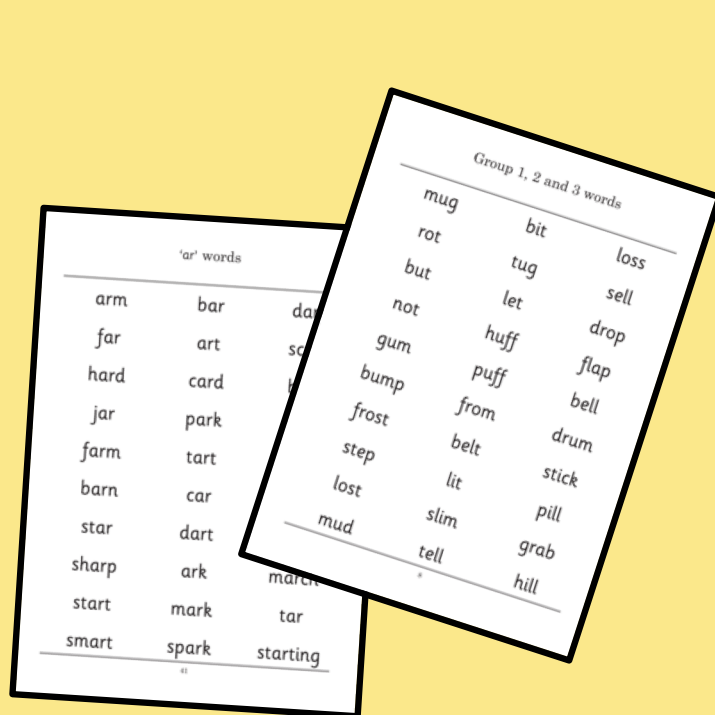 'ar' words
arm bar
far art
hard card
jar park
farm tart
barn car
star dart
sharp ark march
start mark tar
smart spark starting
41
Group 1, 2 and 3 words
mug bit loss
rot tug sell
but let drop
not huff flap
gum puff bell
bump from drum
frost belt stick
step lit pill
lost slim grab
mud tell hill
8